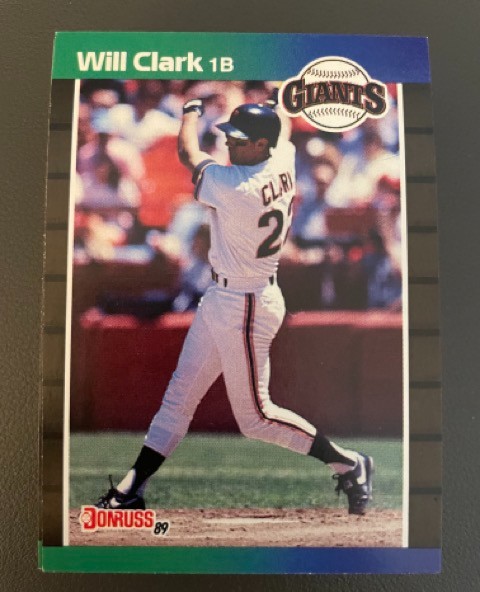 Will Clark 1B
GIANTS
CLARK
22
DONRUSS
89